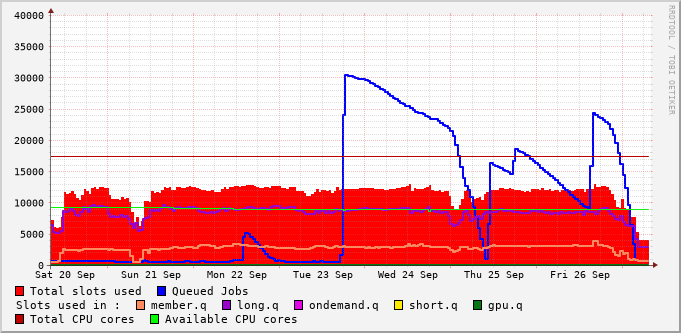 40000
35000
30000
25000
20000
15000
10000
5000
0
Sat 20 Sep Sun 21 Sep Mon 22 Sep Tue 23 Sep Wed 24 Sep Thu 25 Sep Fri 26 Sep
Total slots used Queued Jobs
Slots used in : member.q long.q ondemand.q short.q gpu.q
Total CPU cores Available CPU cores
RRDTOOL / TOBI OETIKER